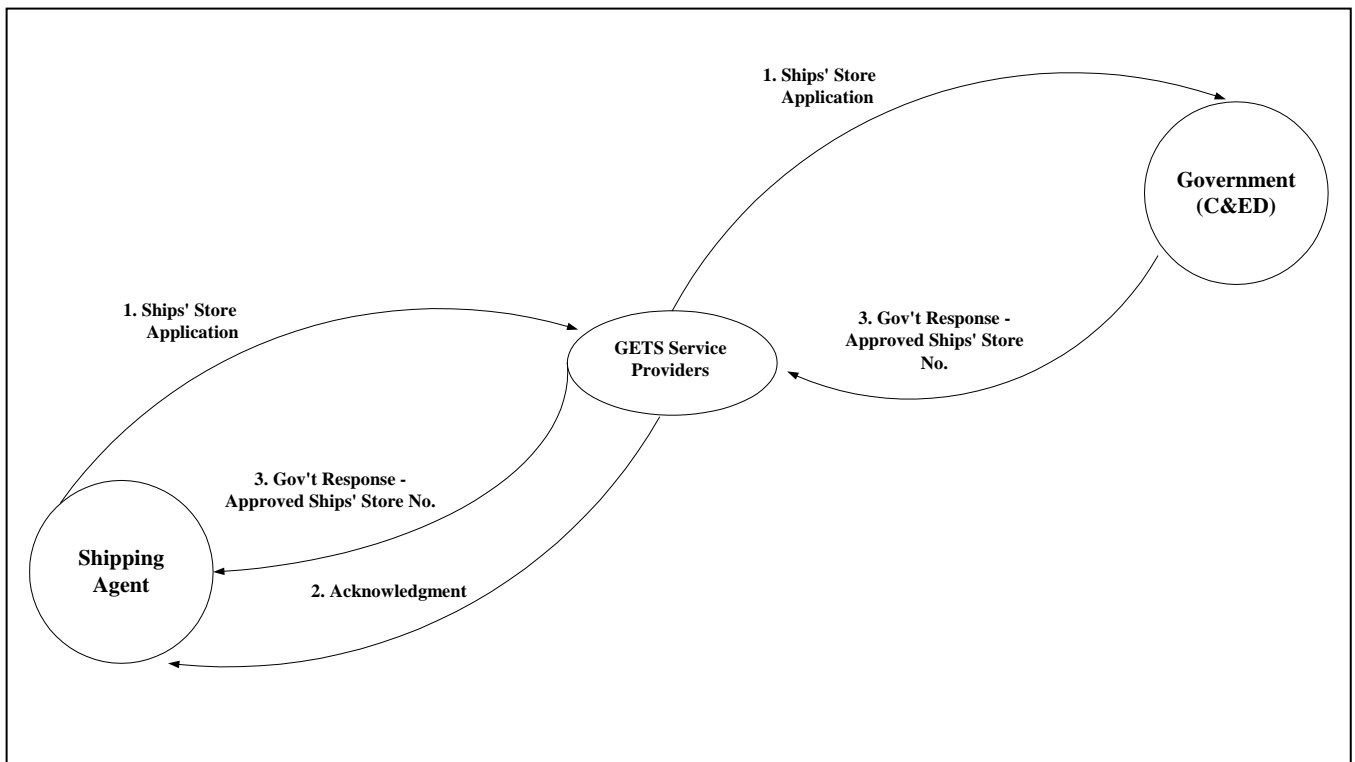 1. Ships' Store
Application
Government
(C&ED)
1. Ships' Store
Application
3. Gov't Response -
Approved Ships' Store
No.
GETS Service
Providers
3. Gov't Response -
Approved Ships' Store No.
Shipping
Agent
2. Acknowledgment